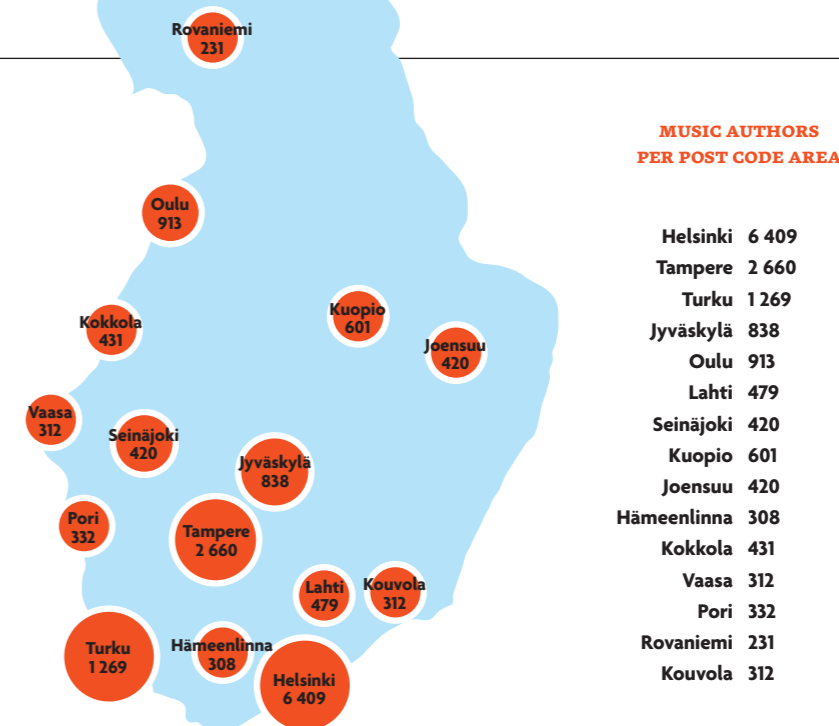 Rovaniemi
231
Oulu
913
Kokkola
431
Kuopio
601
Joensuu
420
Vaasa
312
Seinäjoki
420
Jyväskylä
838
Pori
332
Tampere
2 660
Lahti
479
Kouvola
312
Turku
1 269
Hämeenlinna
308
Helsinki
6 409
MUSIC AUTHORS
PER POST CODE AREA
Helsinki 6 409
Tampere 2 660
Turku 1 269
Jyväskylä 838
Oulu 913
Lahti 479
Seinäjoki 420
Kuopio 601
Joensuu 420
Hämeenlinna 308
Kokkola 431
Vaasa 312
Pori 332
Rovaniemi 231
Kouvola 312